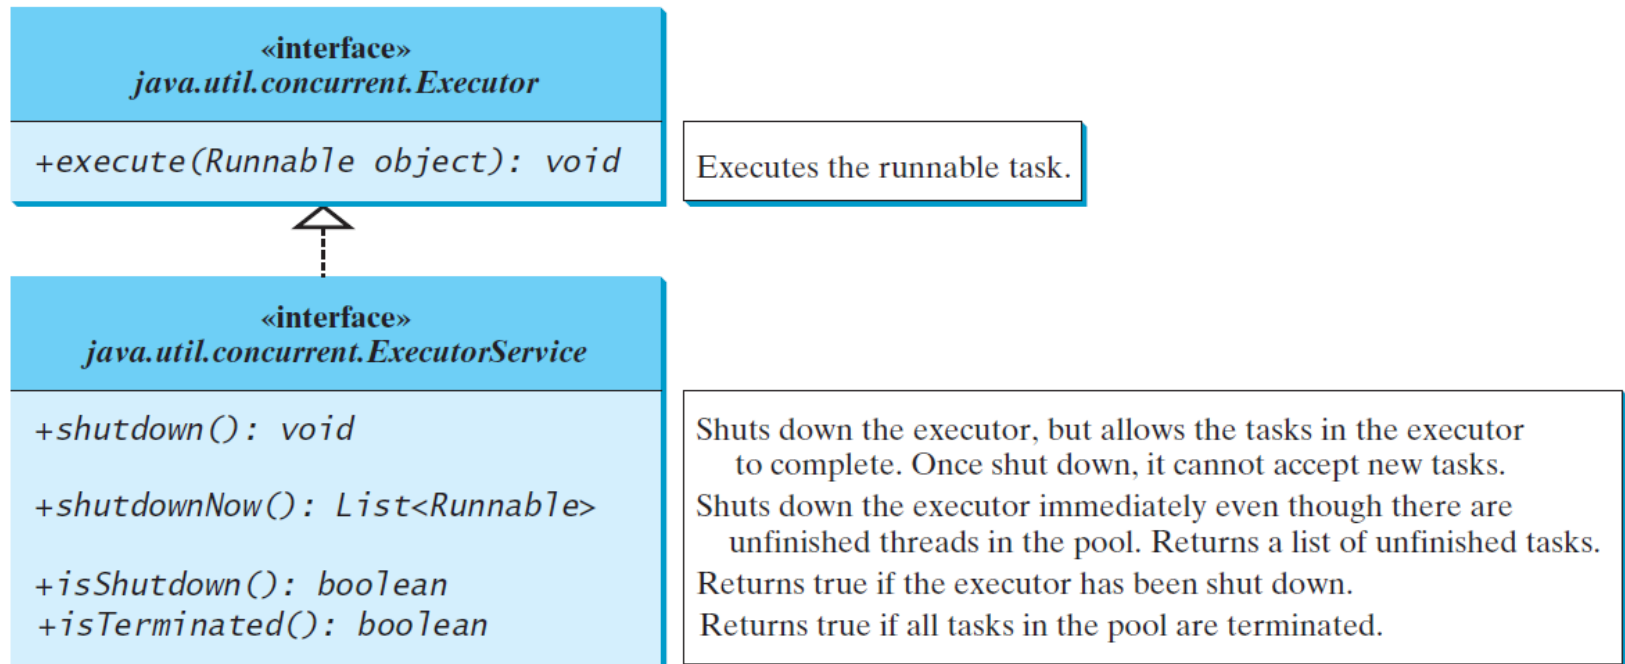 «interface»
java.util.concurrent.Executor
+execute(Runnable object): void
Executes the runnable task.
«interface»
java.util.concurrent.ExecutorService
+shutdown(): void
Shuts down the executor, but allows the tasks in the executor
to complete. Once shut down, it cannot accept new tasks.
+shutdownNow(): List<Runnable>
Shuts down the executor immediately even though there are
unfinished threads in the pool. Returns a list of unfinished tasks.
+isShutdown(): boolean
Returns true if the executor has been shut down.
+isTerminated(): boolean
Returns true if all tasks in the pool are terminated.